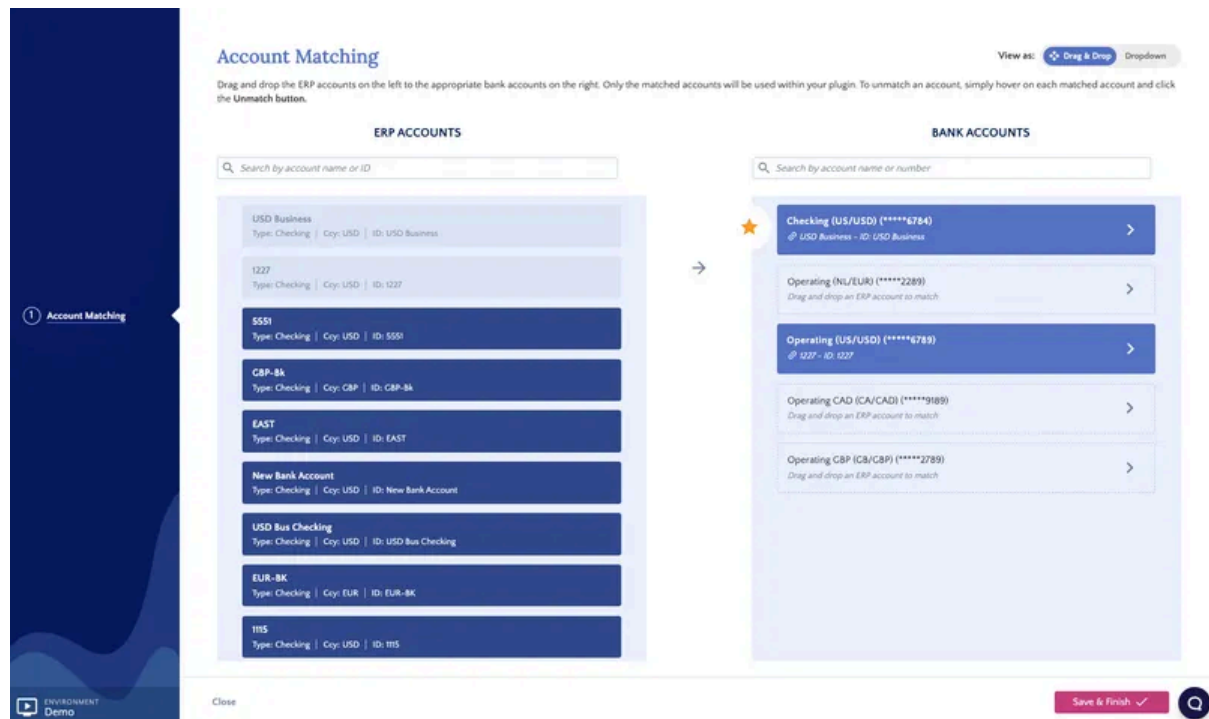 Account Matching
View as: Drag & Drop Dropdown
Drag and drop the ERP accounts on the left to the appropriate bank accounts on the right. Only the matched accounts will be used within your plugin. To unmatch an account, simply hover on each matched account and click
the Unmatch button.
ERP ACCOUNTS
Search by account name or ID
USD Business
Type: Checking | Ccy: USD | ID: USD Business
1227
Type: Checking | Ccy: USD | ID: 1227
5551
Type: Checking | Ccy: USD | ID: 5551
GBP-Bk
Type: Checking | Ccy: GBP | ID: GBP-Bk
EAST
Type: Checking | Ccy: USD | ID: EAST
New Bank Account
Type: Checking | Ccy: USD | ID: New Bank Account
USD Bus Checking
Type: Checking | Ccy: USD | ID: USD Bus Checking
EUR-BK
Type: Checking | Ccy: EUR | ID: EUR-BK
1115
Type: Checking | Ccy: USD | ID: 1115
BANK ACCOUNTS
Search by account name or number
Checking (US/USD) (*****6784)
USD Business - ID: USD Business
Operating (NL/EUR) (*****2289)
Drag and drop an ERP account to match
Operating (US/USD) (*****6789)
1227 - ID: 1227
Operating CAD (CA/CAD) (*****9189)
Drag and drop an ERP account to match
Operating GBP (GB/GBP) (*****2789)
Drag and drop an ERP account to match
1 Account Matching
ENVIRONMENT
Demo
Close
Save & Finish